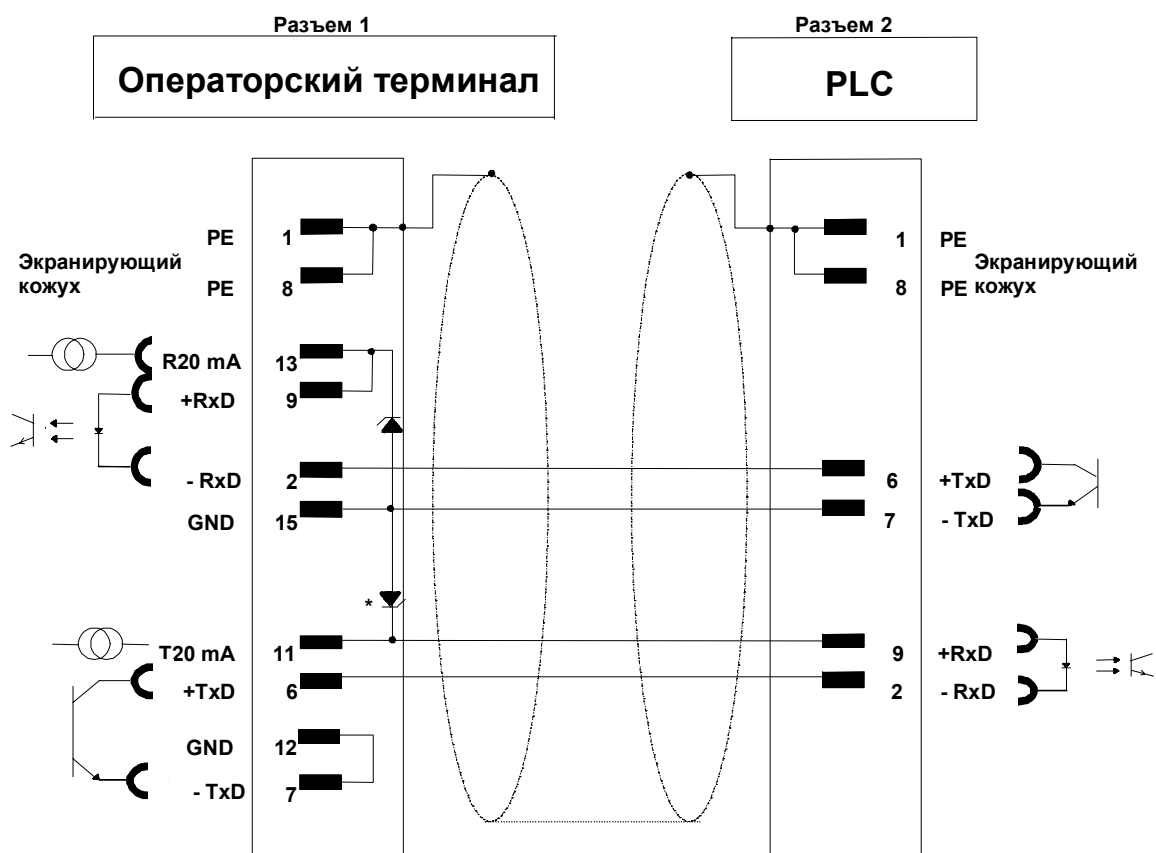 Разъем 1
Разъем 2
Операторский терминал
PLC
PE 1
1 PE
Экранирующий
кожух
PE 8
8 PE
Экранирующий
кожух
R20 mA 13
+RxD 9
- RxD 2
6 +TxD
GND 15
7 - TxD
*
T20 mA 11
9 +RxD
+TxD 6
2 - RxD
GND 12
- TxD 7